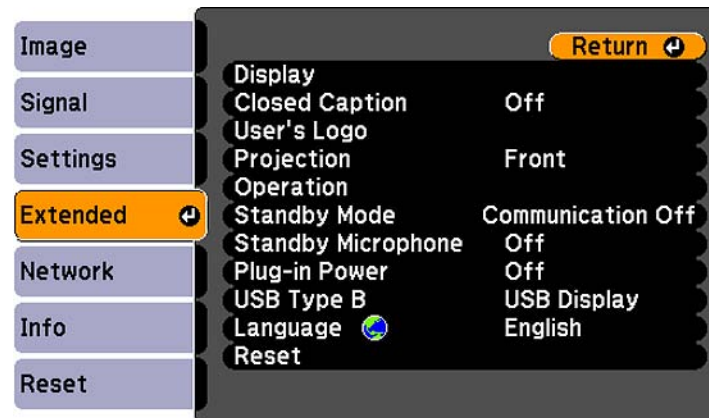 Image
Signal
Settings
Extended
Network
Info
Reset
Return
Display
Closed Caption Off
User's Logo
Projection Front
Operation
Standby Mode Communication Off
Standby Microphone Off
Plug-in Power Off
USB Type B USB Display
Language English
Reset